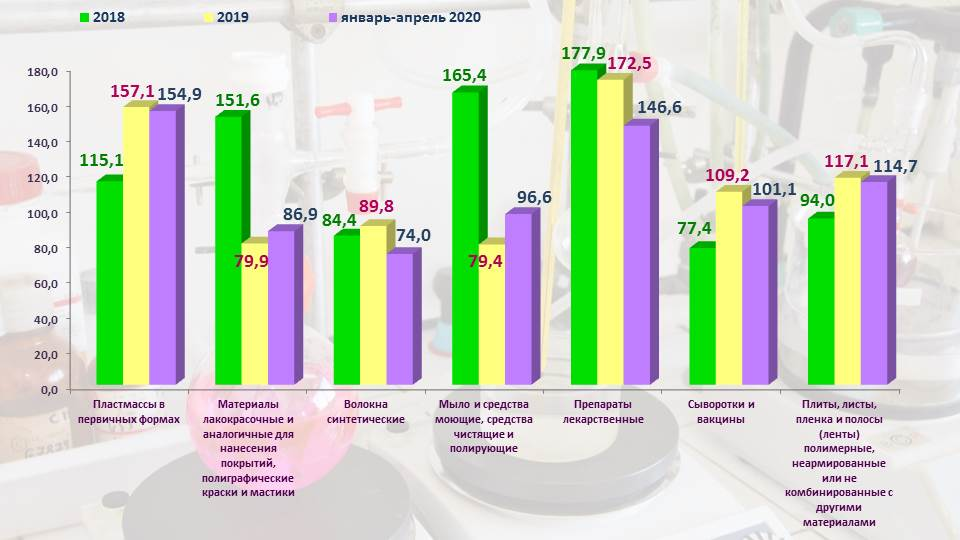 2018 2019 январь-апрель 2020
180,0
160,0
140,0
120,0
100,0
80,0
60,0
40,0
20,0
0,0
115,1 157,1 154,9
151,6 79,9 86,9
84,4 89,8 74,0
165,4 79,4 96,6
177,9 172,5 146,6
77,4 109,2 101,1
94,0 117,1 114,7
Пластмассы в
первичных формах
Материалы
лакокрасочные и
аналогичные для
нанесения
покрытий,
полиграфические
краски и мастики
Волокна
синтетические
Мыло и средства
моющие, средства
чистящие и
полирующие
Препараты
лекарственные
Сыворотки и
вакцины
Плиты, листы,
пленка и полосы
(ленты)
полимерные,
неармированные
или не
комбинированные с
другими
материалами